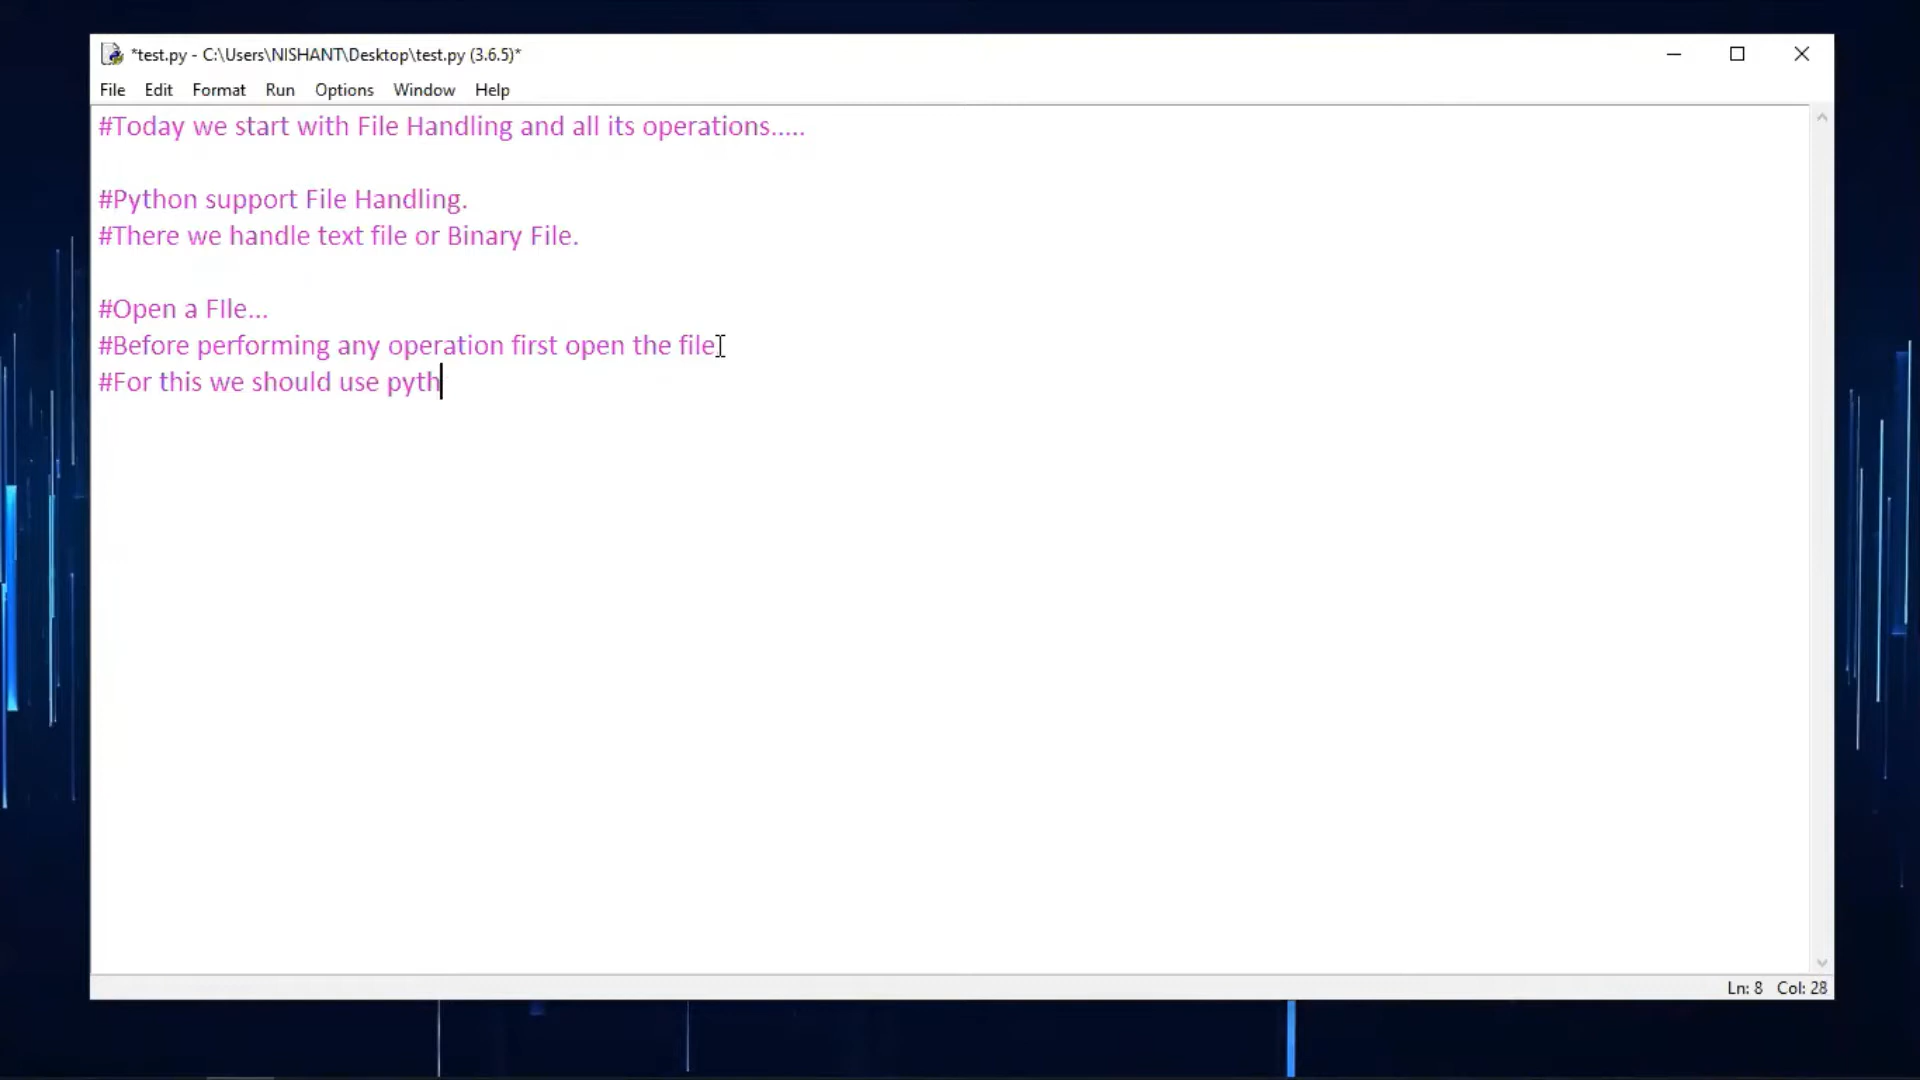 *test.py - C:\Users\NISHANT\Desktop\test.py (3.6.5)*
File Edit Format Run Options Window Help
#Today we start with File Handling and all its operations.....
#Python support File Handling.
#There we handle text file or Binary File.
#Open a FIle...
#Before performing any operation first open the file
#For this we should use pyth
Ln: 8 Col: 28